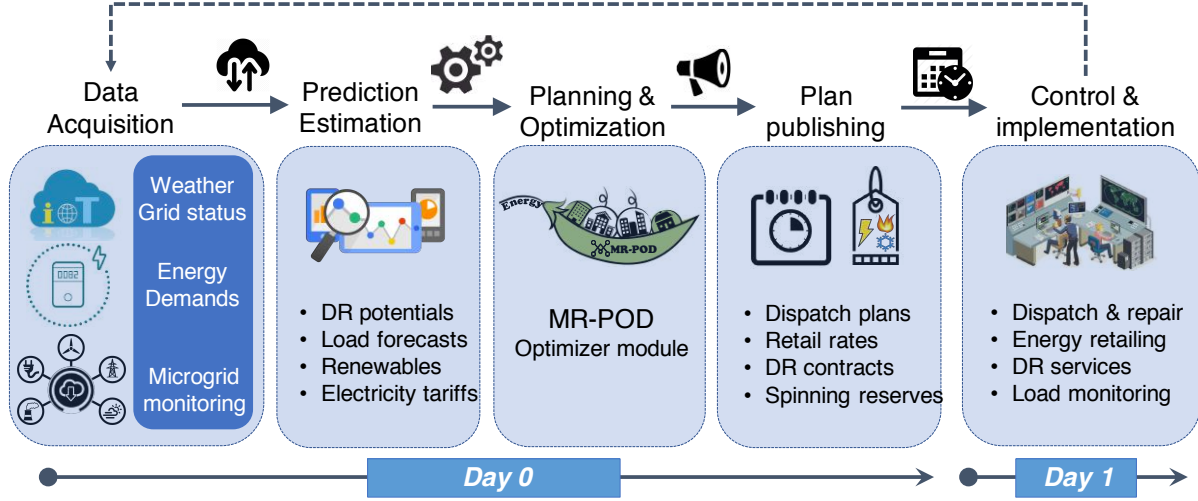 Data
Acquisition
Prediction
Estimation
Planning &
Optimization
Plan
publishing
Control &
implementation
iOT
Weather
Grid status
0082
Energy
Demands
Microgrid
monitoring
• DR potentials
• Load forecasts
• Renewables
• Electricity tariffs
Energy
MR-POD
MR-POD
Optimizer module
• Dispatch plans
• Retail rates
• DR contracts
• Spinning reserves
• Dispatch & repair
• Energy retailing
• DR services
• Load monitoring
Day 0
Day 1